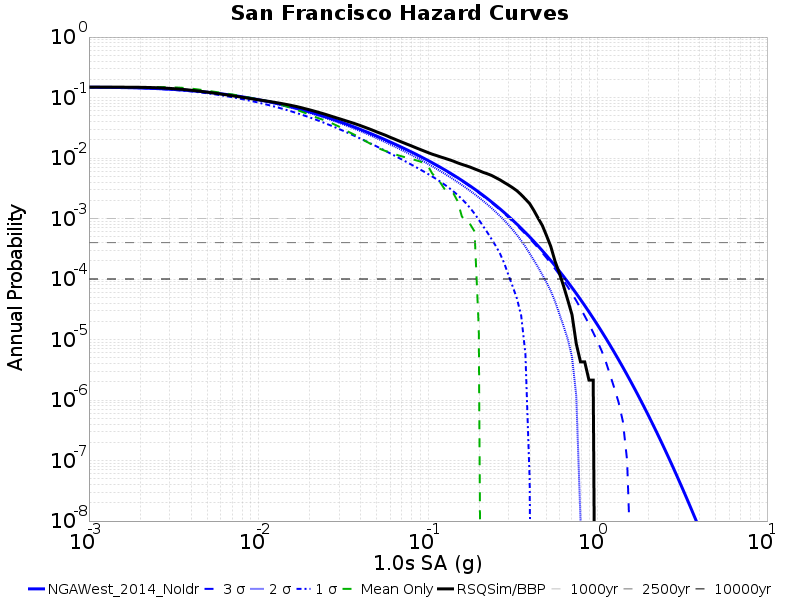 San Francisco Hazard Curves
10^0
10^-1
10^-2
10^-3
10^-4
10^-5
10^-6
10^-7
10^-8
Annual Probability
10^-3 10^-2 10^-1 10^0 10^1
1.0s SA (g)
NGAWest_2014_NoIdr 3 σ 2 σ 1 σ Mean Only RSQSim/BBP 1000yr 2500yr 10000yr